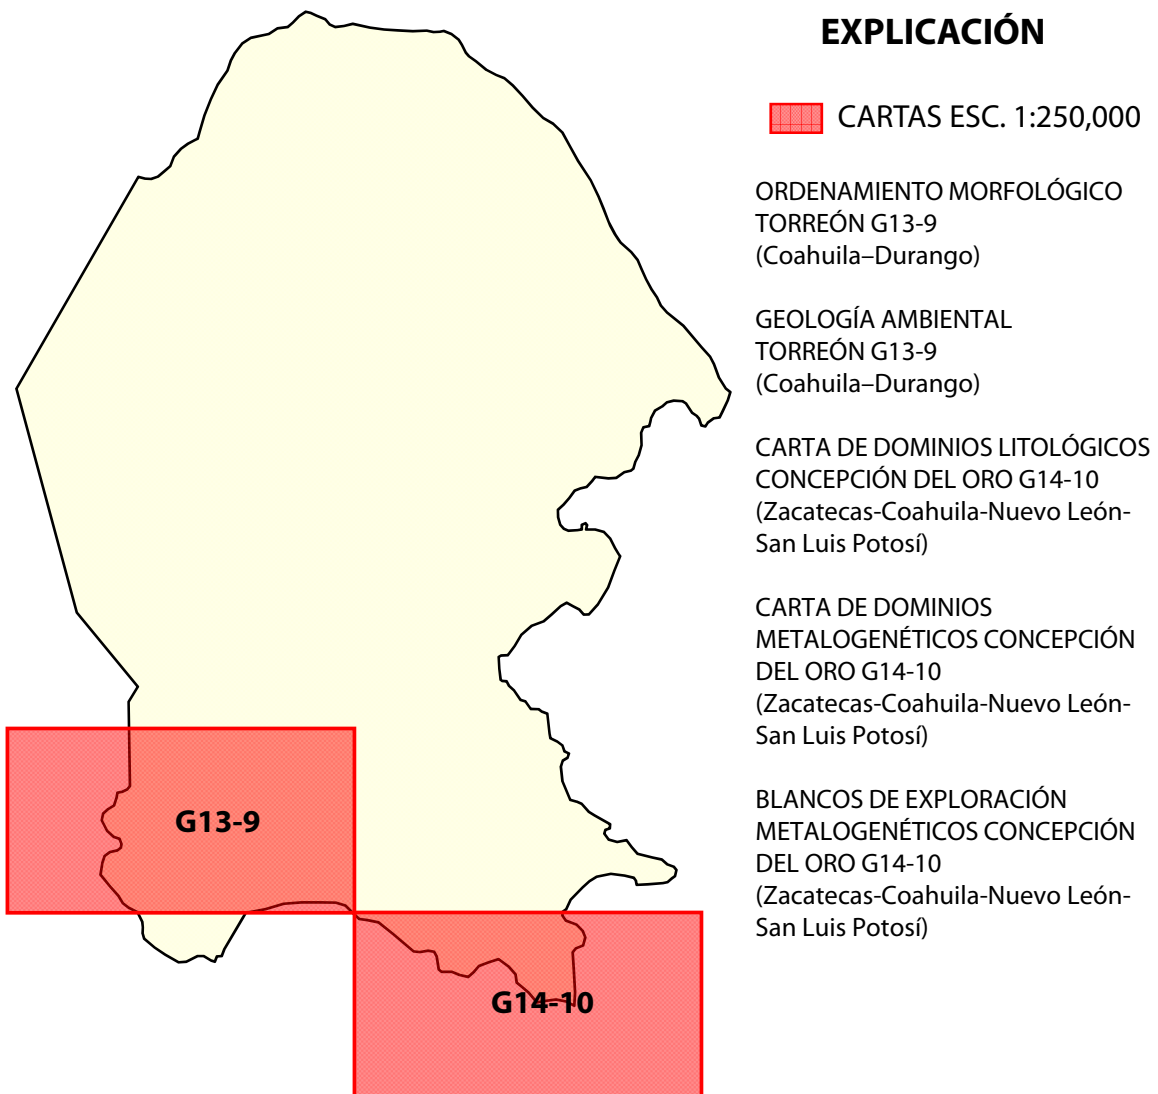 EXPLICACIÓN
CARTAS ESC. 1:250,000
ORDENAMIENTO MORFOLÓGICO
TORREÓN G13-9
(Coahuila–Durango)
GEOLOGÍA AMBIENTAL
TORREÓN G13-9
(Coahuila–Durango)
CARTA DE DOMINIOS LITOLÓGICOS
CONCEPCIÓN DEL ORO G14-10
(Zacatecas-Coahuila-Nuevo León-
San Luis Potosí)
CARTA DE DOMINIOS
METALOGENÉTICOS CONCEPCIÓN
DEL ORO G14-10
(Zacatecas-Coahuila-Nuevo León-
San Luis Potosí)
BLANCOS DE EXPLORACIÓN
METALOGENÉTICOS CONCEPCIÓN
DEL ORO G14-10
(Zacatecas-Coahuila-Nuevo León-
San Luis Potosí)
G13-9
G14-10